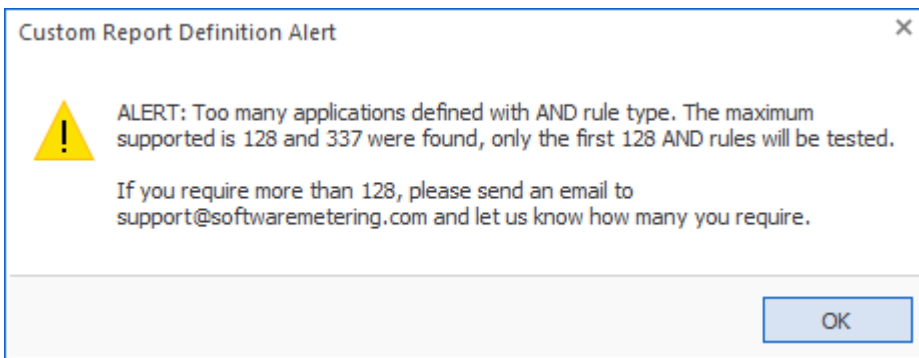 Custom Report Definition Alert
ALERT: Too many applications defined with AND rule type. The maximum
supported is 128 and 337 were found, only the first 128 AND rules will be tested.
If you require more than 128, please send an email to
support@softwaremetering.com and let us know how many you require.
OK